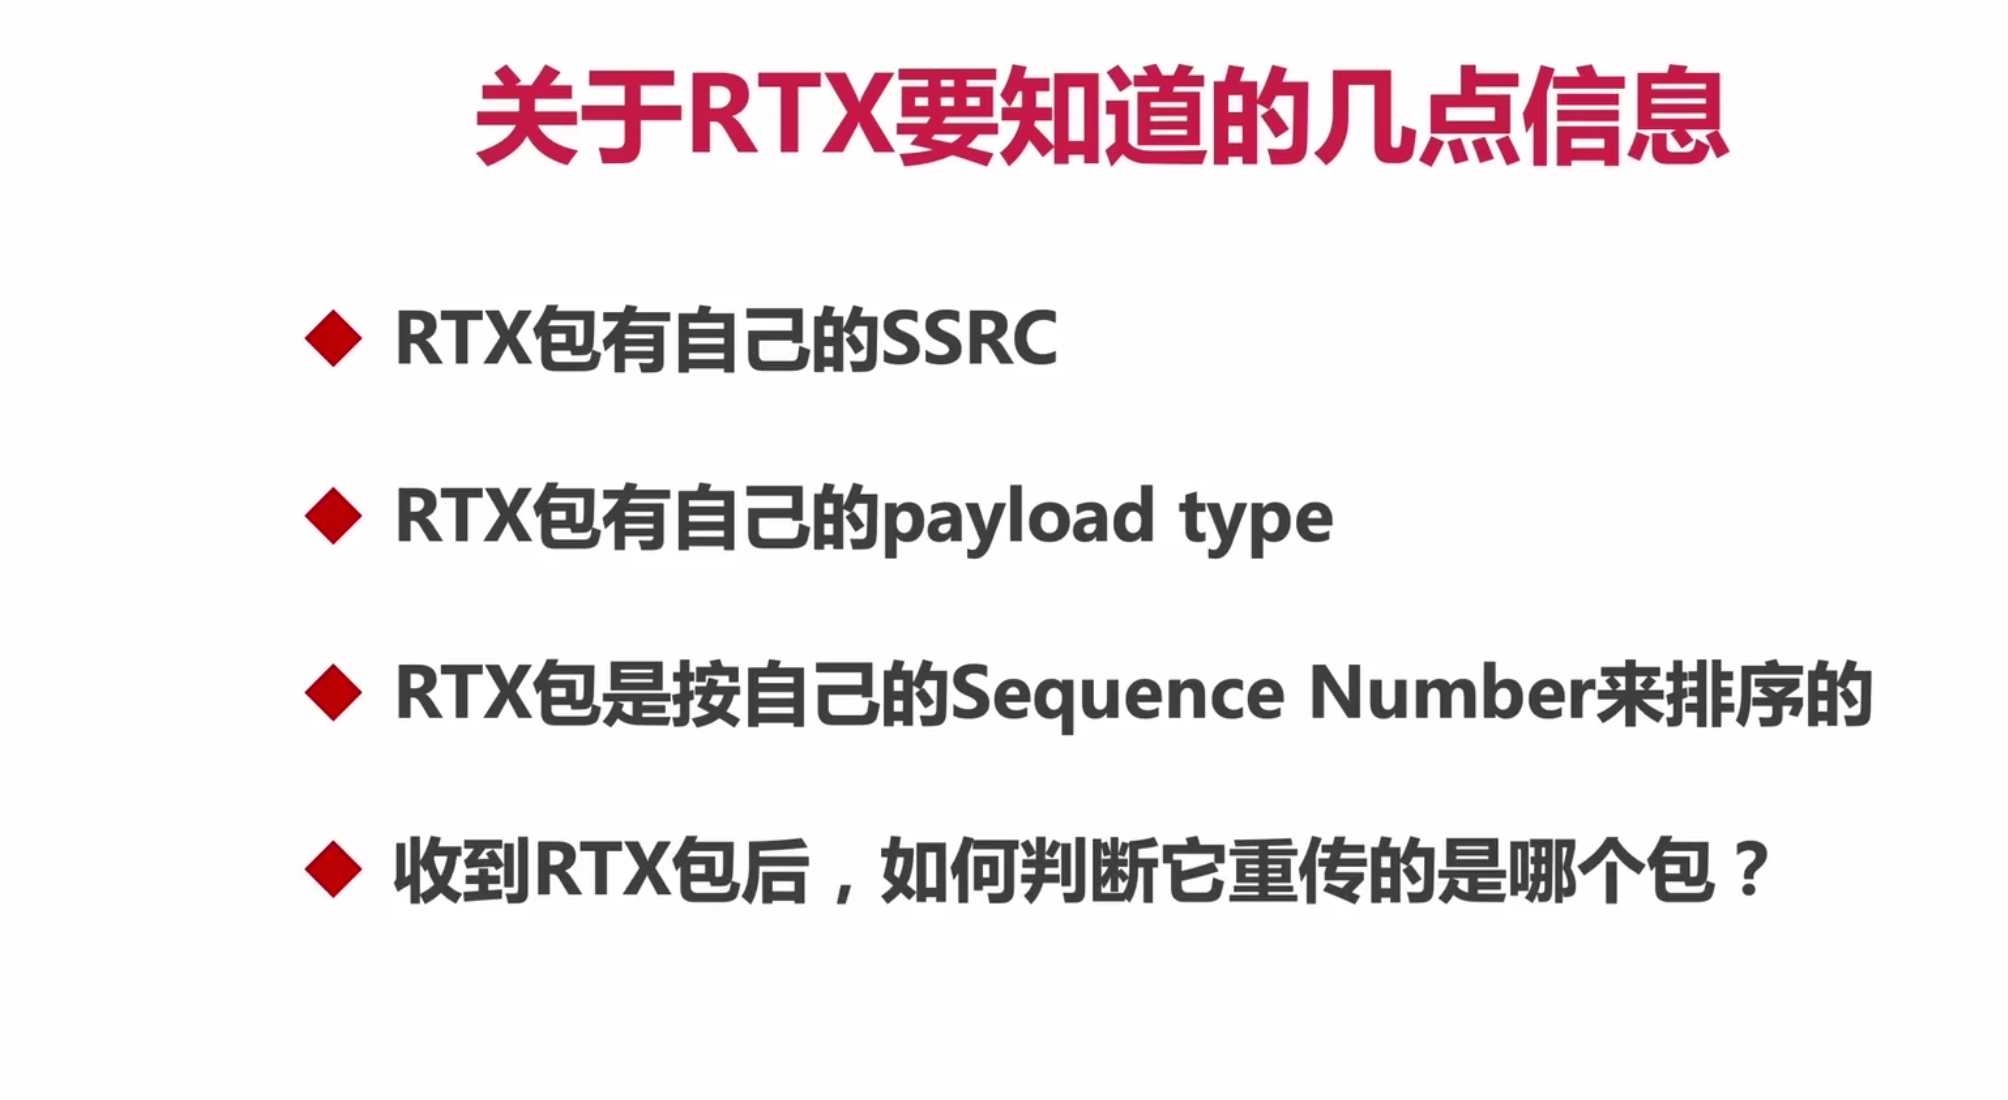 关于RTX要知道的几点信息
RTX包有自己的SSRC
RTX包有自己的payload type
RTX包是按自己的Sequence Number来排序的
收到RTX包后，如何判断它重传的是哪个包？